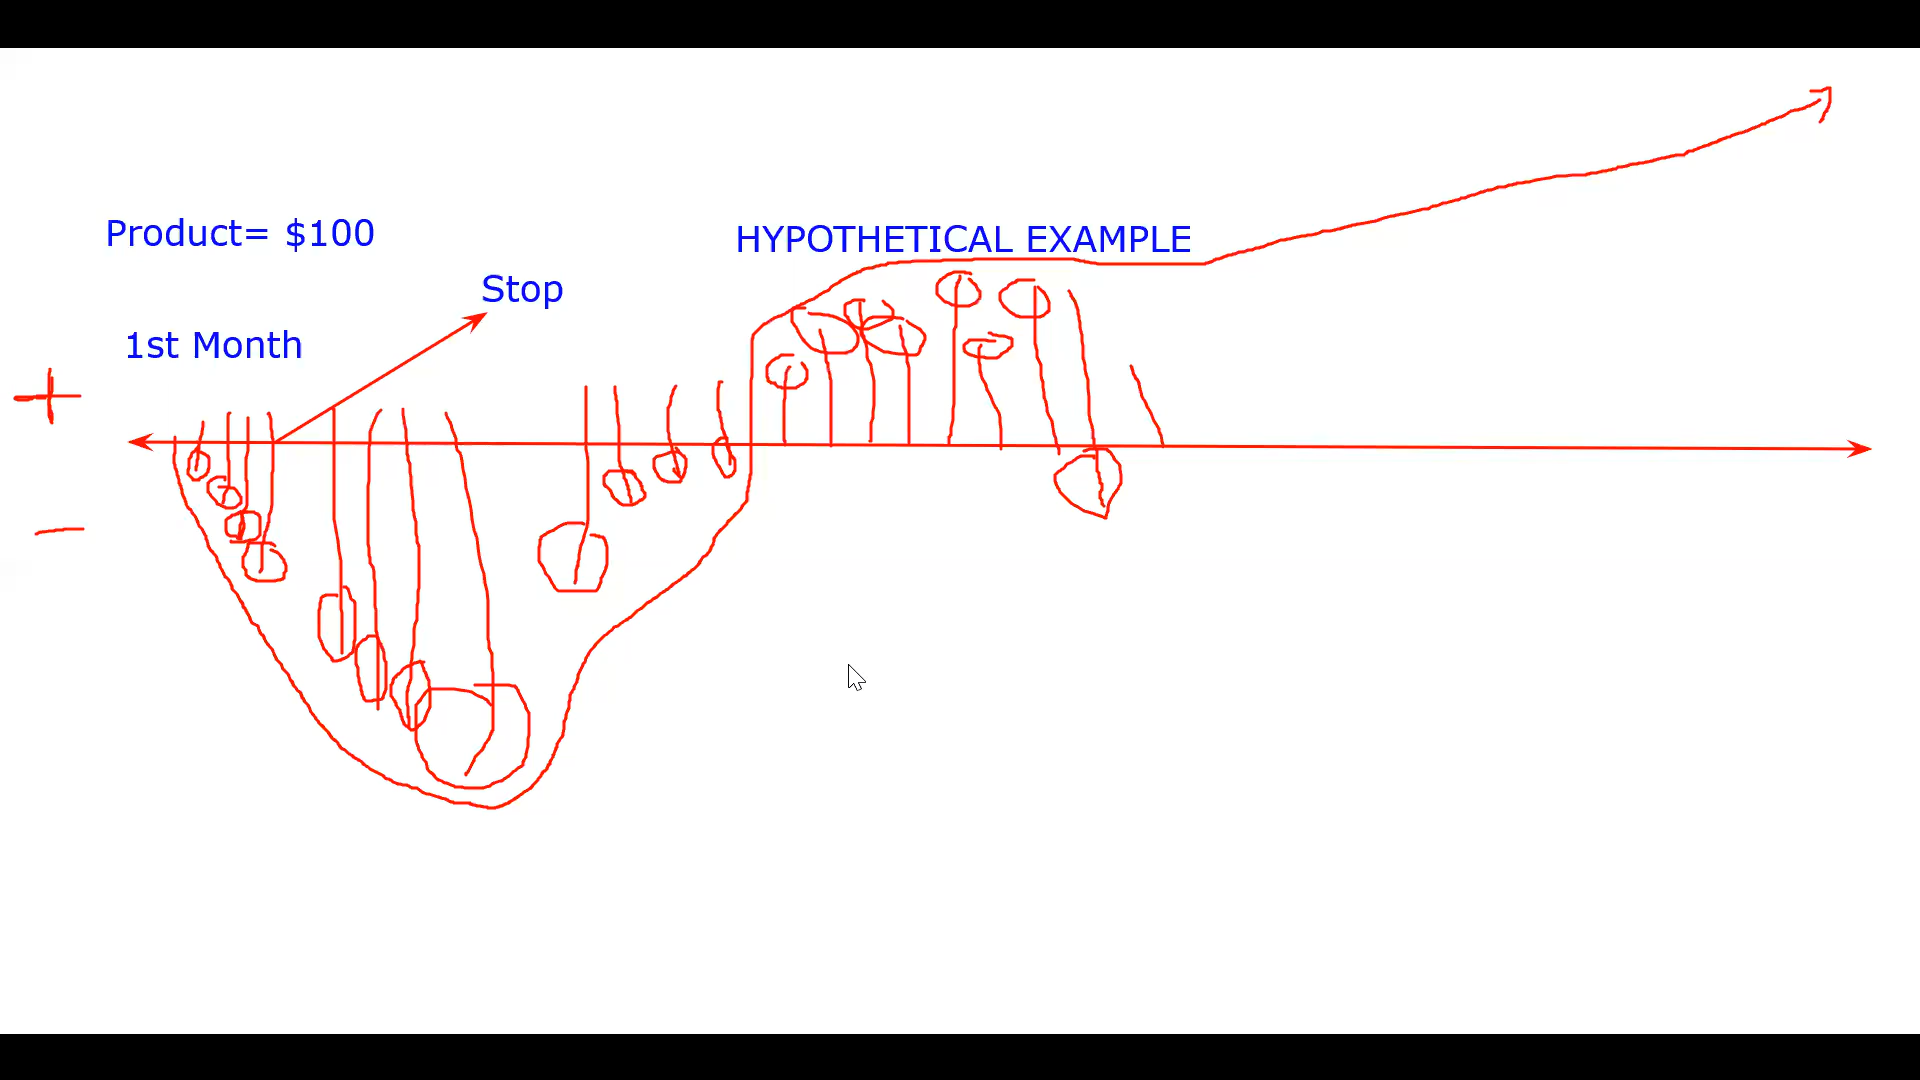 Product= $100
HYPOTHETICAL EXAMPLE
Stop
1st Month
+
−